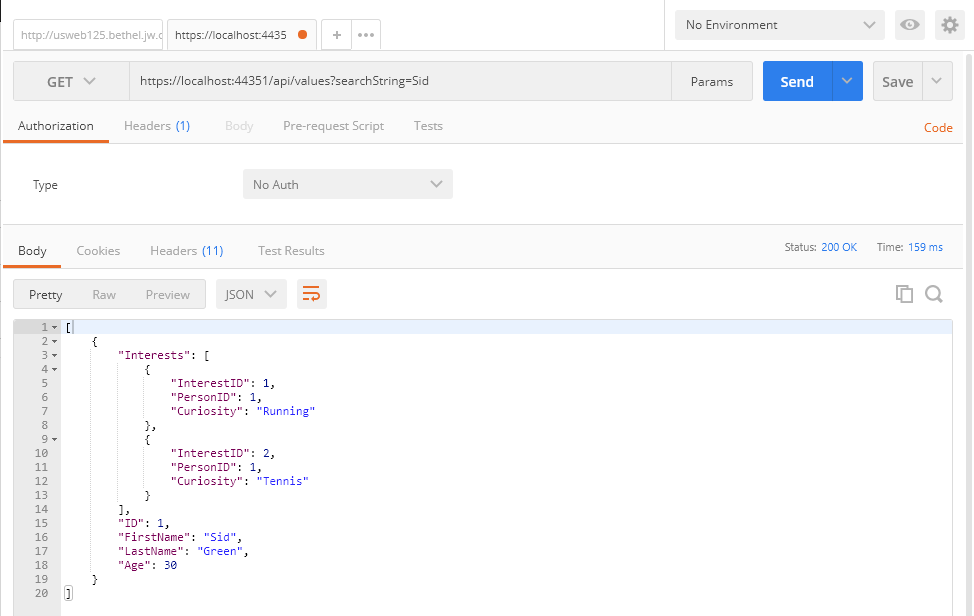 http://usweb125.bethel.jw.c https://localhost:4435 + ••• No Environment
GET https://localhost:44351/api/values?searchString=Sid Params Send Save
Authorization Headers (1) Body Pre-request Script Tests Code
Type No Auth
Body Cookies Headers (11) Test Results Status: 200 OK Time: 159 ms
Pretty Raw Preview JSON
1 [
2 {
3 "Interests": [
4 {
5 "InterestID": 1,
6 "PersonID": 1,
7 "Curiosity": "Running"
8 },
9 {
10 "InterestID": 2,
11 "PersonID": 1,
12 "Curiosity": "Tennis"
13 }
14 ],
15 "ID": 1,
16 "FirstName": "Sid",
17 "LastName": "Green",
18 "Age": 30
19 }
20 ]